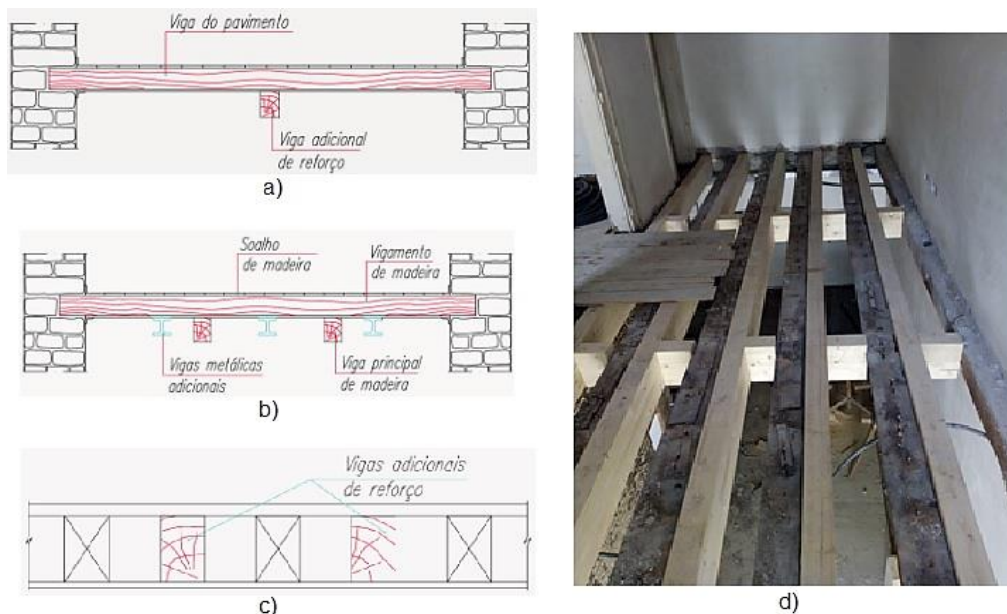 Viga do pavimento
Viga adicional
de reforço
a)
Soalho
de madeira
Vigamento
de madeira
Vigas metálicas
adicionais
Viga principal
de madeira
b)
Vigas adicionais
de reforço
c)
d)